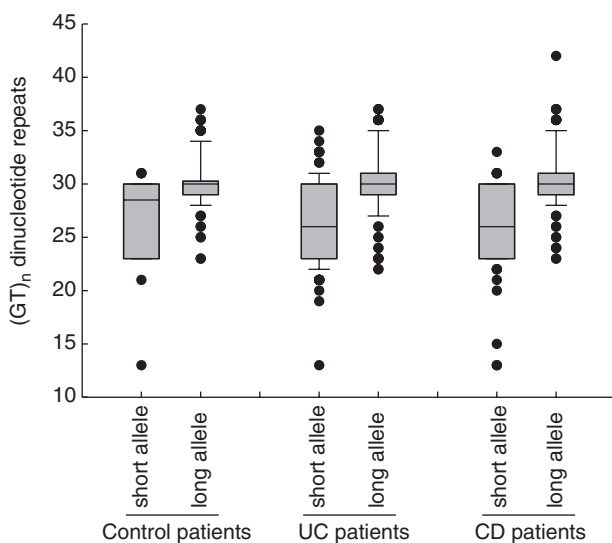 45
40
35
30
25
20
15
10
(GT)n dinucleotide repeats
short allele
long allele
short allele
long allele
short allele
long allele
Control patients
UC patients
CD patients